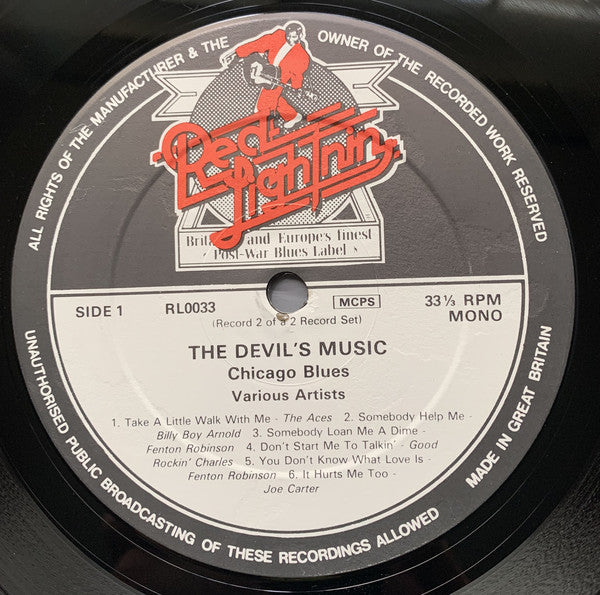 ALL RIGHTS OF THE MANUFACTURER & THE OWNER OF THE RECORDED WORK RESERVED
Red
Lightnin'
and Europe's finest
Post-War Blues Label
SIDE 1 RL0033 MCPS 33⅓ RPM
(Record 2 of a 2 Record Set) MONO
THE DEVIL'S MUSIC
Chicago Blues
Various Artists
1. Take A Little Walk With Me - The Aces 2. Somebody Help Me -
Billy Boy Arnold 3. Somebody Loan Me A Dime -
Fenton Robinson 4. Don't Start Me To Talkin' - Good
Rockin' Charles 5. You Don't Know What Love Is -
Fenton Robinson 6. It Hurts Me Too -
Joe Carter
UNAUTHORISED PUBLIC BROADCASTING OF THESE RECORDINGS ALLOWED
MADE IN GREAT BRITAIN